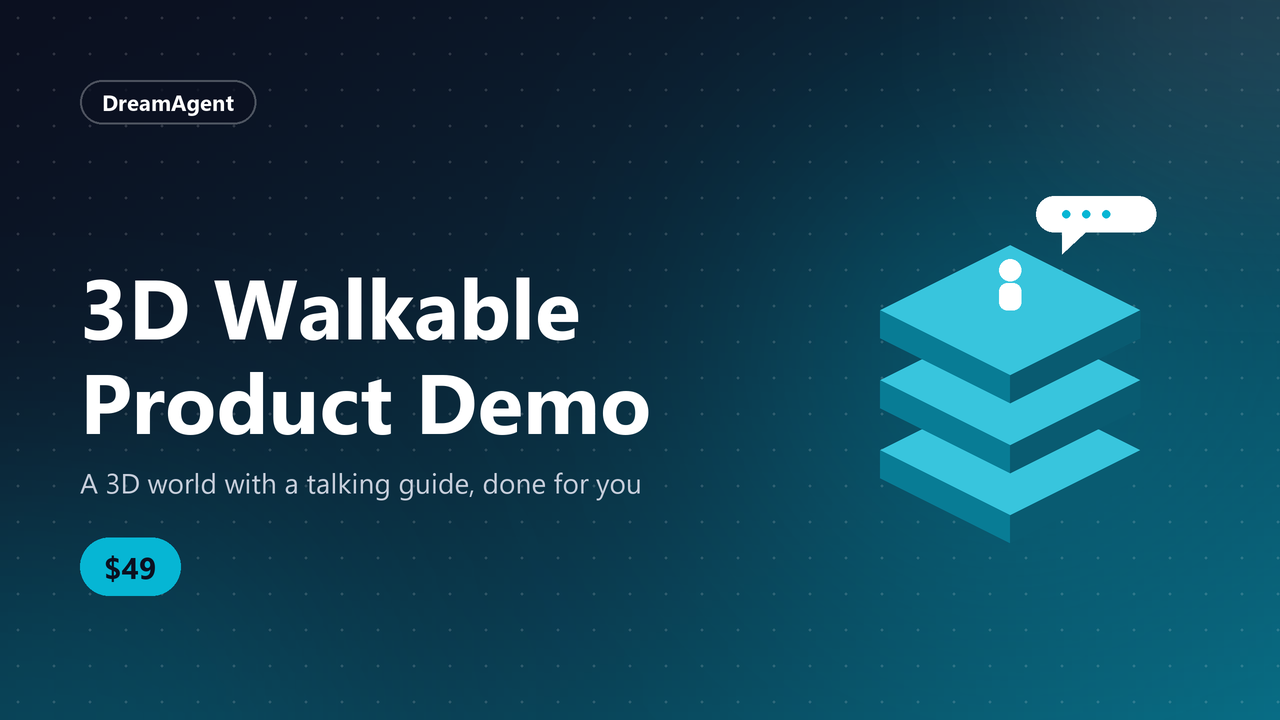 DreamAgent
3D Walkable
Product Demo
A 3D world with a talking guide, done for you
$49